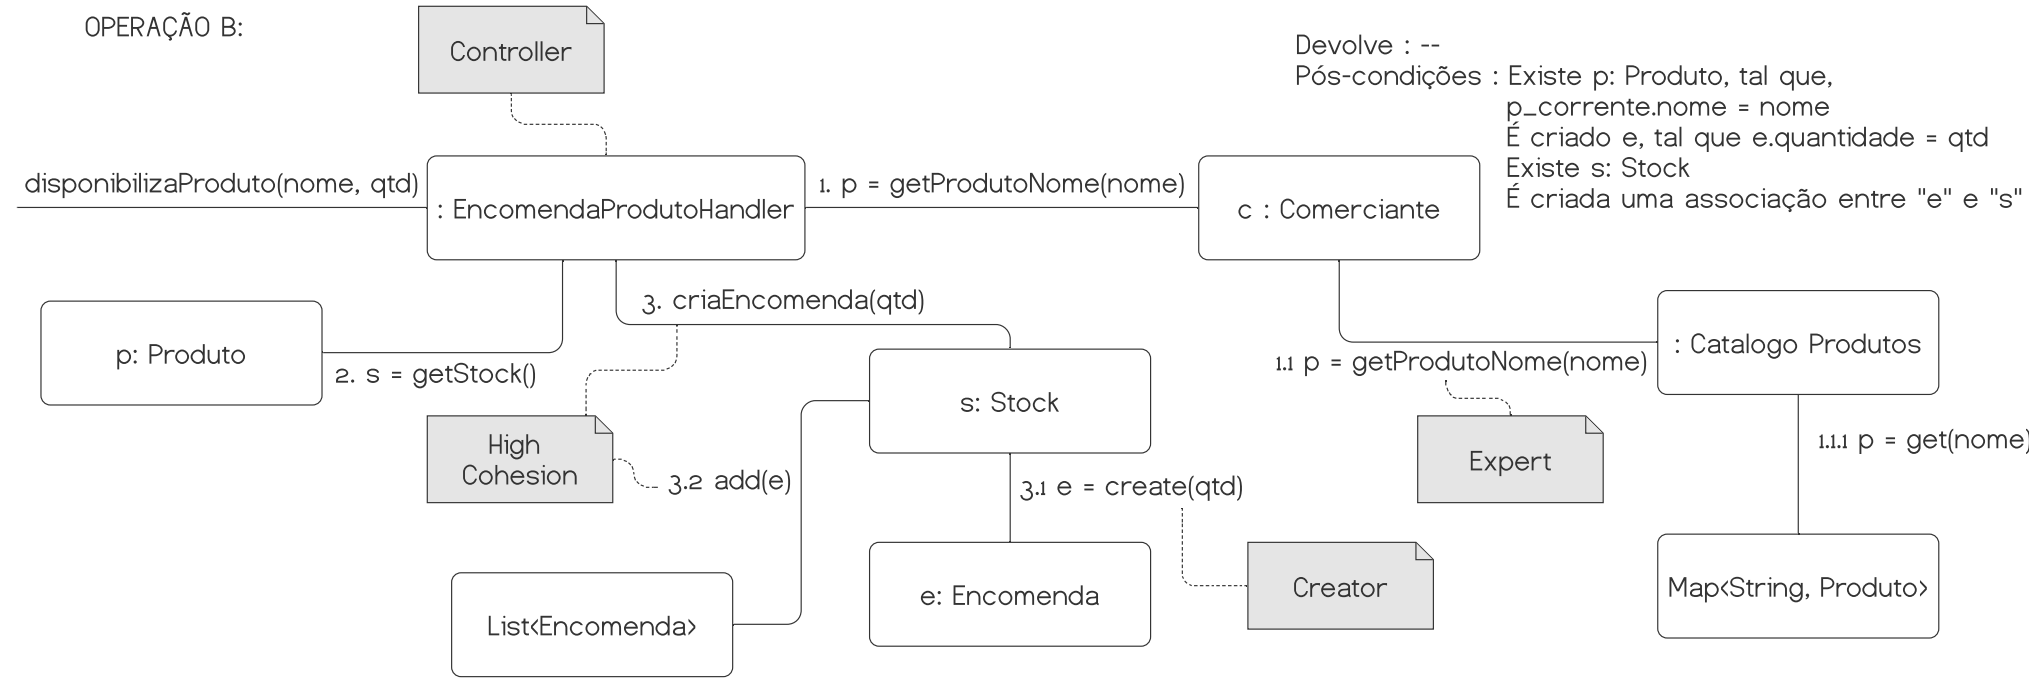 OPERAÇÃO B:
Controller
Devolve : --
Pós-condições : Existe p: Produto, tal que,
p_corrente.nome = nome
É criado e, tal que e.quantidade = qtd
Existe s: Stock
É criada uma associação entre "e" e "s"
disponibilizaProduto(nome, qtd)
: EncomendaProdutoHandler
1. p = getProdutoNome(nome)
c : Comerciante
3. criaEncomenda(qtd)
p: Produto
2. s = getStock()
: Catalogo Produtos
1.1 p = getProdutoNome(nome)
s: Stock
High
Cohesion
3.2 add(e)
3.1 e = create(qtd)
Expert
1.1.1 p = get(nome)
List<Encomenda>
e: Encomenda
Creator
Map<String, Produto>